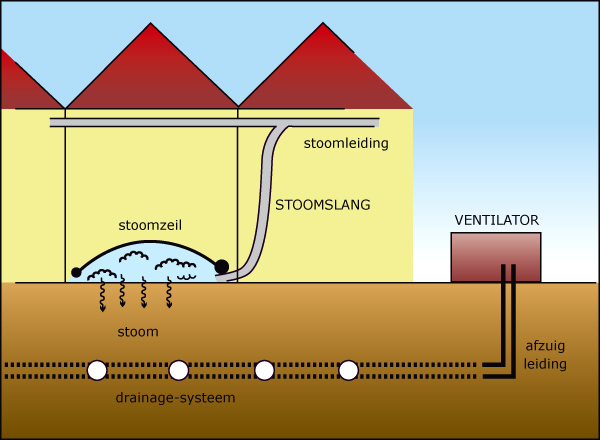 stoomleiding
STOOMSLANG
VENTILATOR
stoomzeil
stoom
afzuig
leiding
drainage-systeem